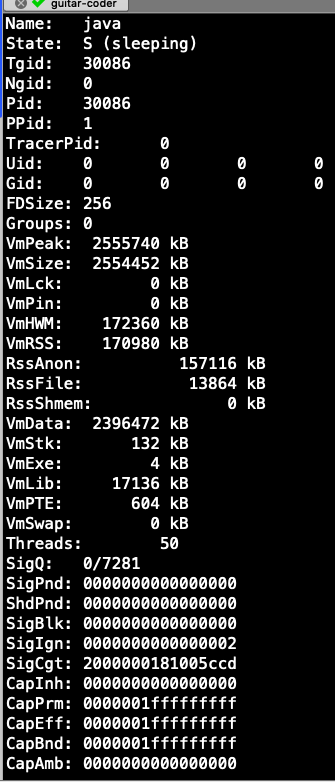 guitar-coder
Name: java
State: S (sleeping)
Tgid: 30086
Ngid: 0
Pid: 30086
PPid: 1
TracerPid: 0
Uid: 0 0 0 0
Gid: 0 0 0 0
FDSize: 256
Groups: 0
VmPeak: 2555740 kB
VmSize: 2554452 kB
VmLck: 0 kB
VmPin: 0 kB
VmHWM: 172360 kB
VmRSS: 170980 kB
RssAnon: 157116 kB
RssFile: 13864 kB
RssShmem: 0 kB
VmData: 2396472 kB
VmStk: 132 kB
VmExe: 4 kB
VmLib: 17136 kB
VmPTE: 604 kB
VmSwap: 0 kB
Threads: 50
SigQ: 0/7281
SigPnd: 0000000000000000
ShdPnd: 0000000000000000
SigBlk: 0000000000000000
SigIgn: 0000000000000002
SigCgt: 2000000181005ccd
CapInh: 0000000000000000
CapPrm: 0000001fffffffff
CapEff: 0000001fffffffff
CapBnd: 0000001fffffffff
CapAmb: 0000000000000000